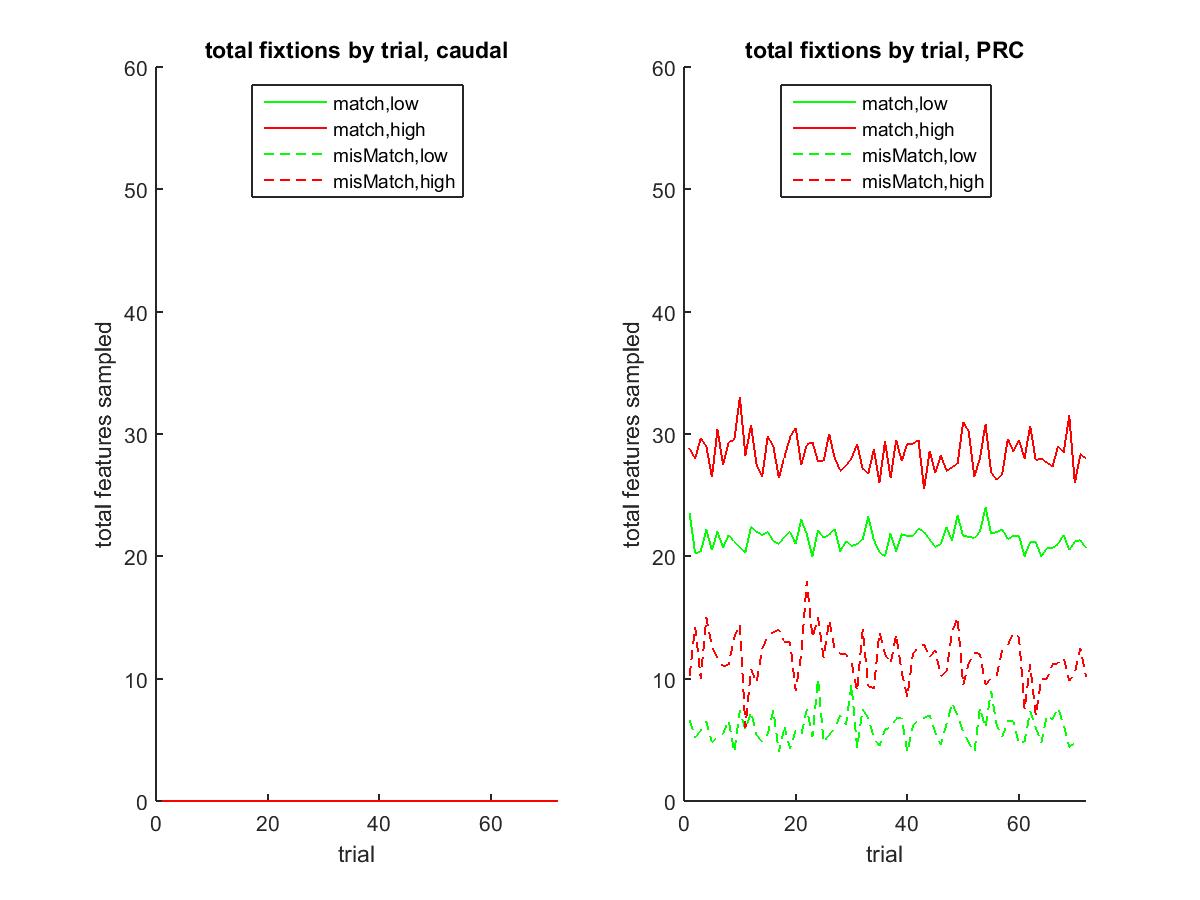 total fixtions by trial, caudal
60
50
40
30
20
10
0
total features sampled
match,low
match,high
misMatch,low
misMatch,high
0 20 40 60
trial
total fixtions by trial, PRC
60
50
40
30
20
10
0
total features sampled
match,low
match,high
misMatch,low
misMatch,high
0 20 40 60
trial